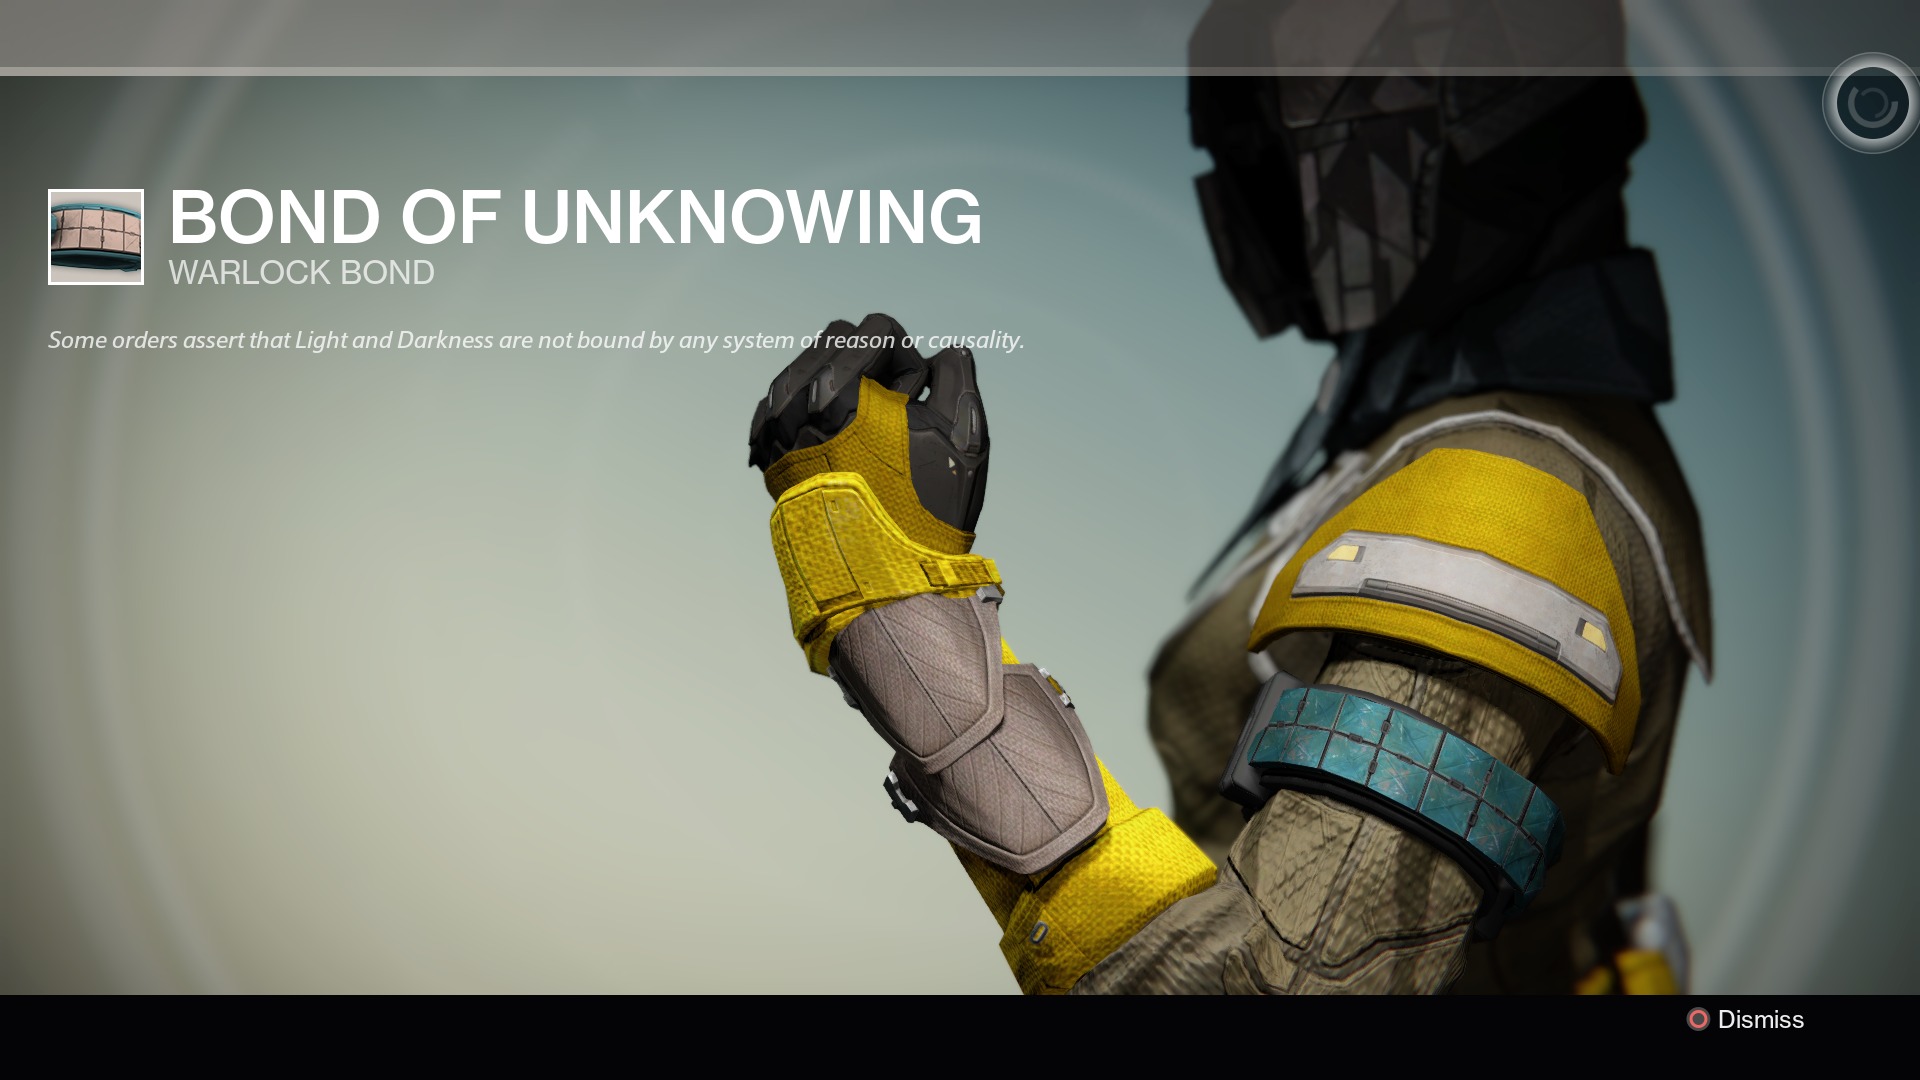 BOND OF UNKNOWING
WARLOCK BOND
Some orders assert that Light and Darkness are not bound by any system of reason or causality.
Dismiss